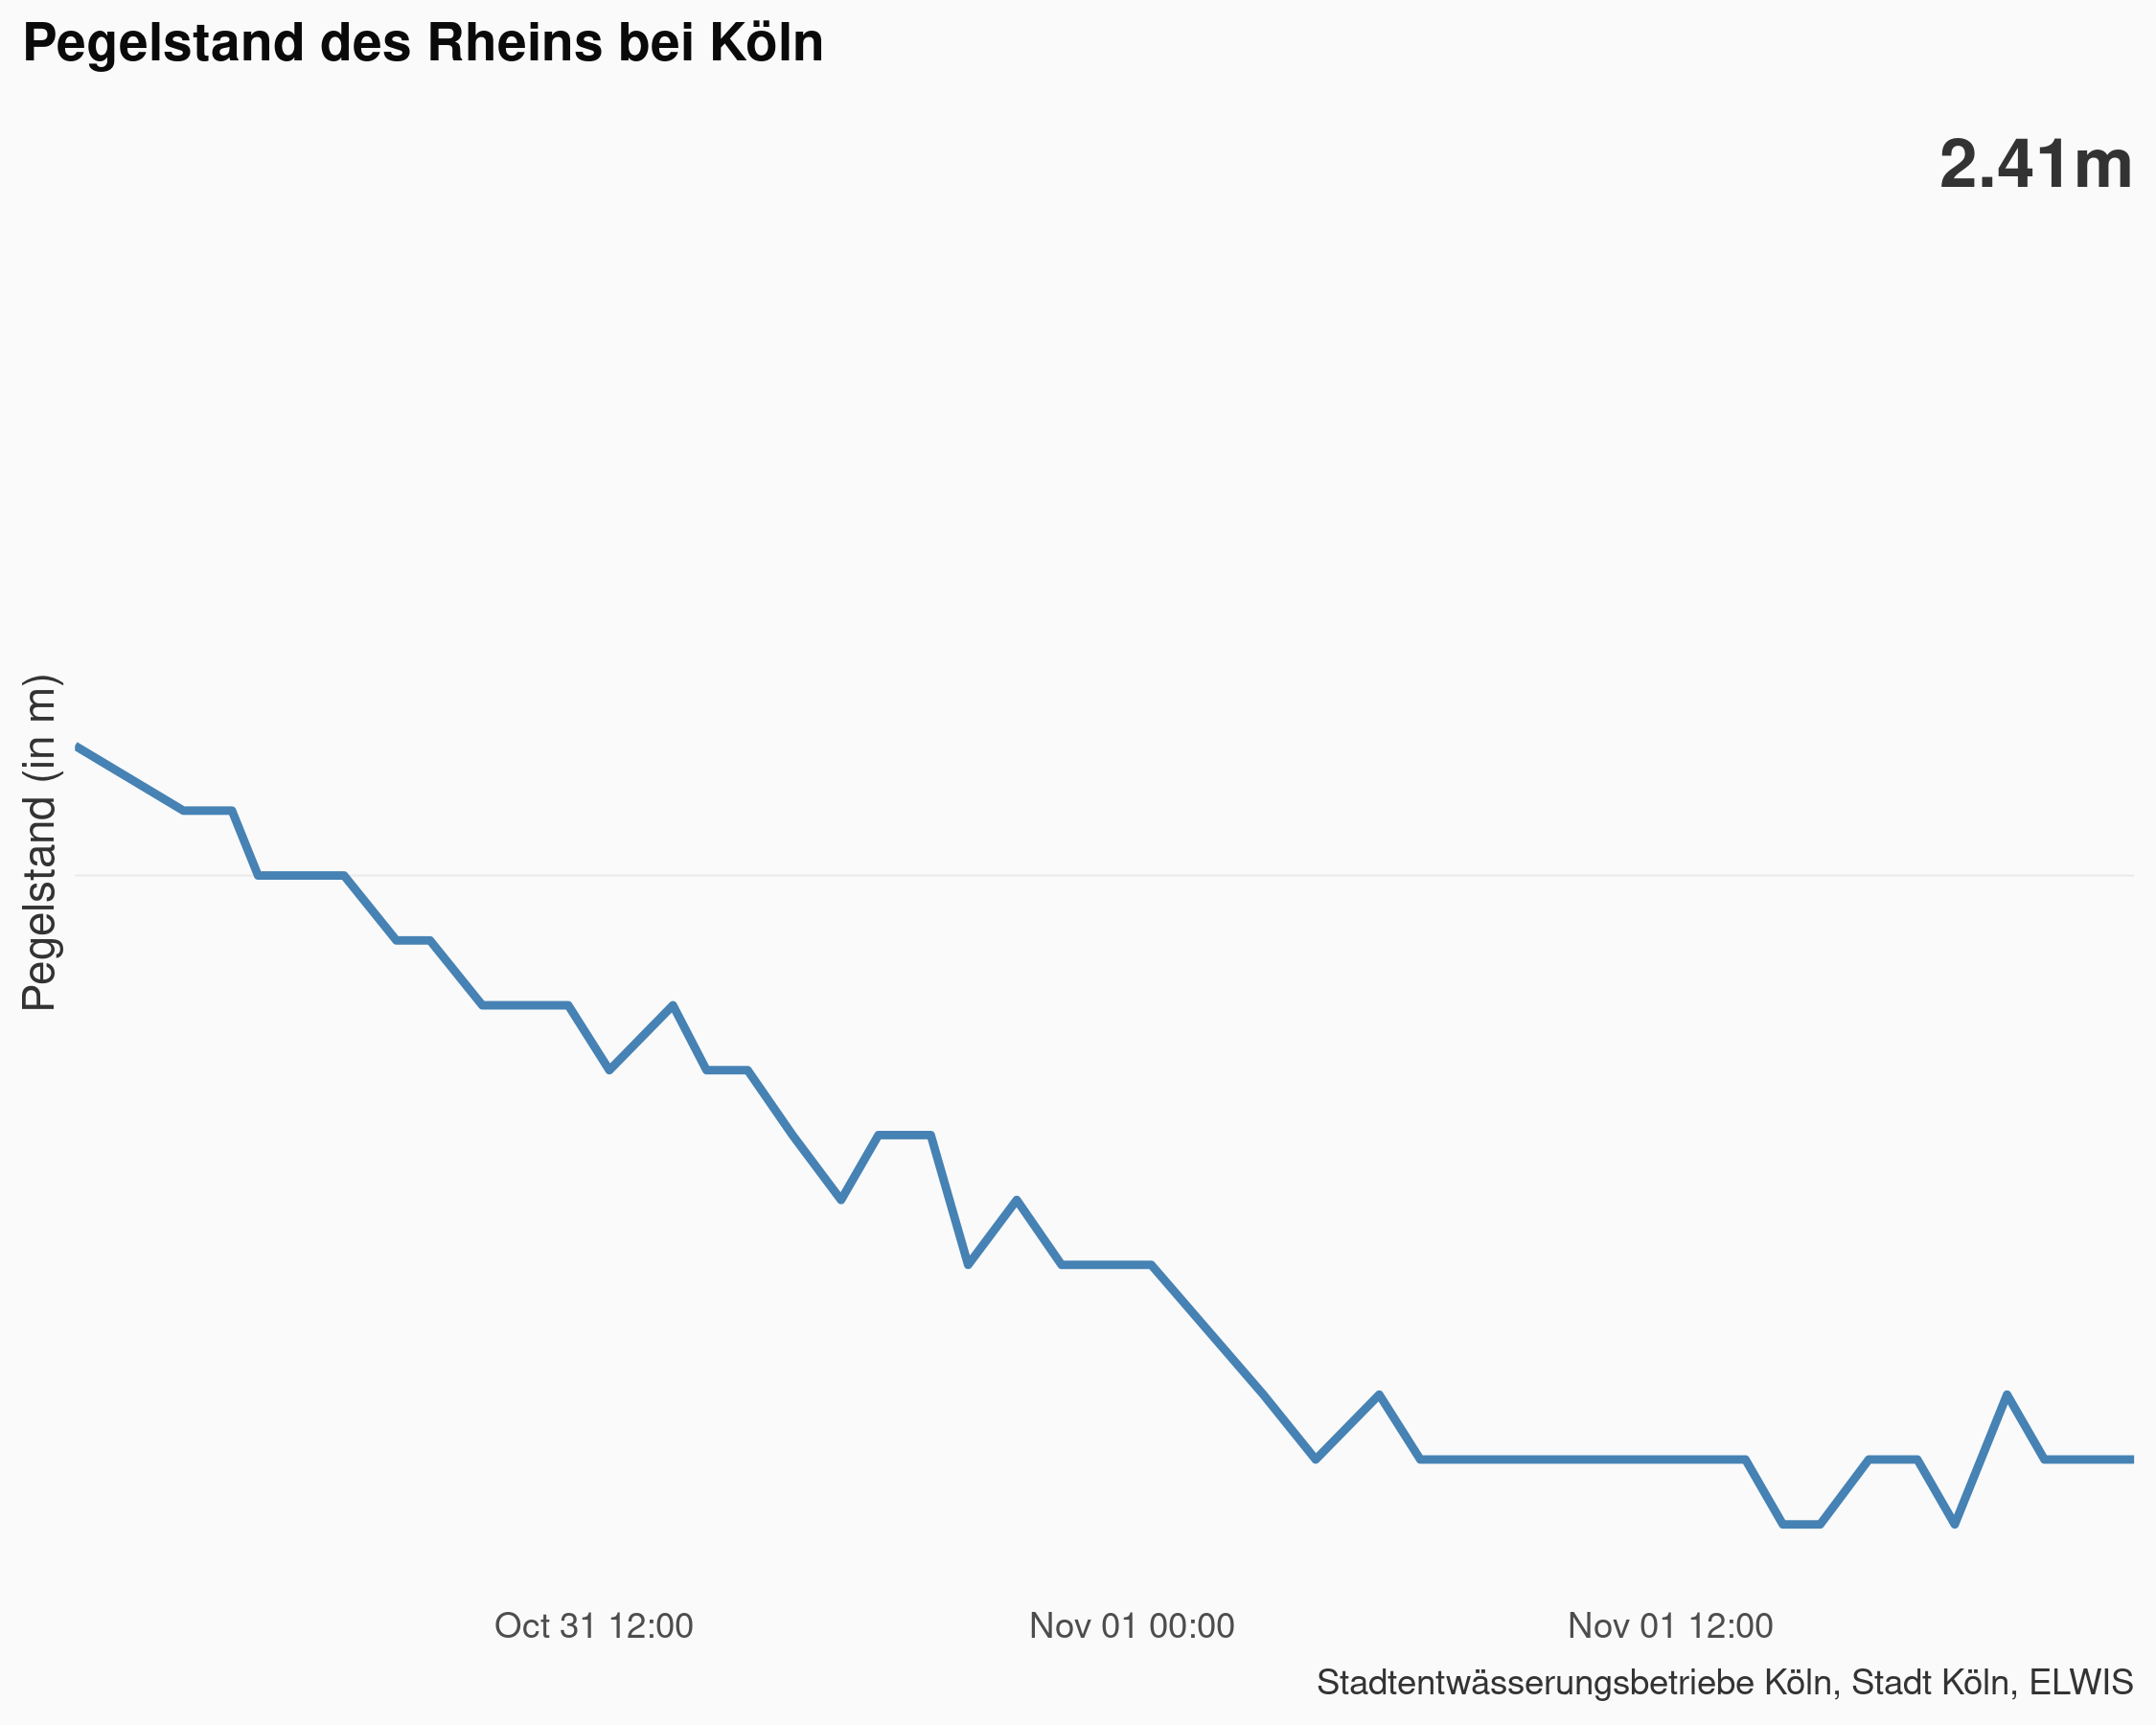 Pegelstand des Rheins bei Köln
2.41m
Pegelstand (in m)
Oct 31 12:00
Nov 01 00:00
Nov 01 12:00
Stadtentwässerungsbetriebe Köln, Stadt Köln, ELWIS